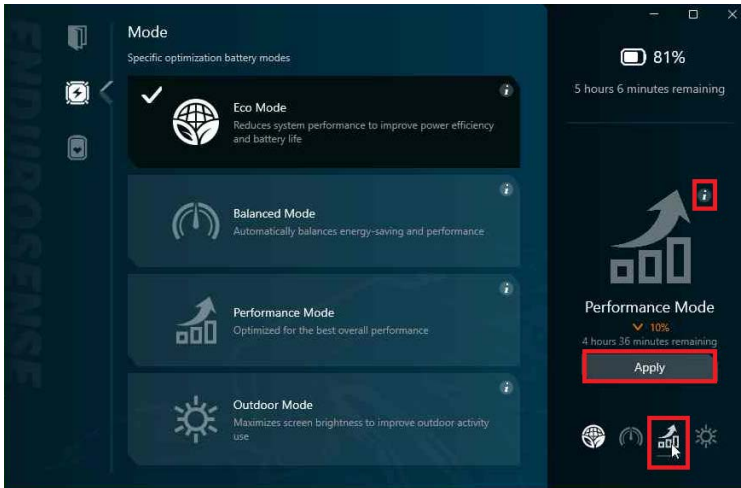 ENDUROSENSE
Mode
Specific optimization battery modes
Eco Mode
Reduces system performance to improve power efficiency
and battery life
Balanced Mode
Automatically balances energy-saving and performance
Performance Mode
Optimized for the best overall performance
Outdoor Mode
Maximizes screen brightness to improve outdoor activity
use
81%
5 hours 6 minutes remaining
Performance Mode
10%
4 hours 36 minutes remaining
Apply